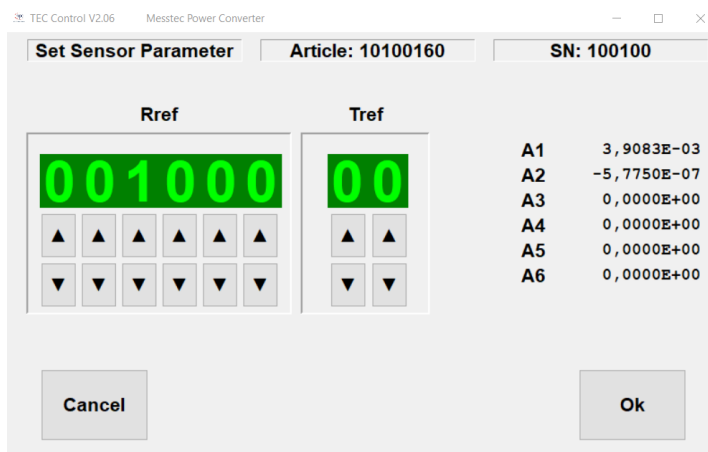 TEC Control V2.06 Messtec Power Converter
Set Sensor Parameter Article: 10100160 SN: 100100
Rref Tref
001000 00
A1 3,9083E-03
A2 -5,7750E-07
A3 0,0000E+00
A4 0,0000E+00
A5 0,0000E+00
A6 0,0000E+00
Cancel Ok